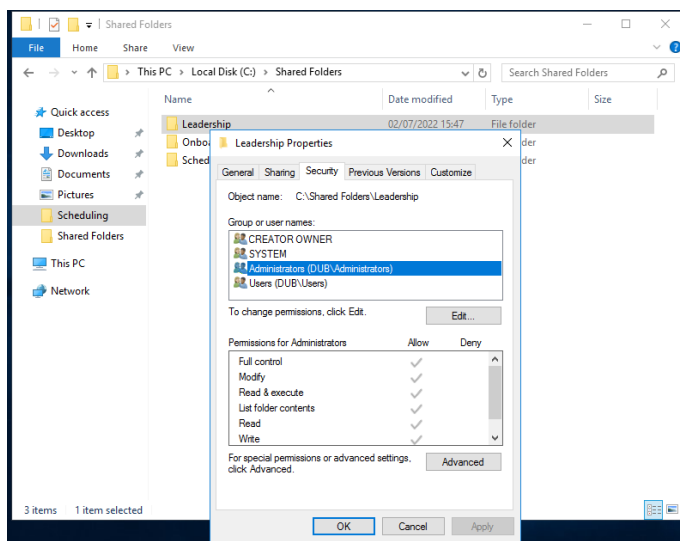 Shared Folders
File Home Share View
This PC > Local Disk (C:) > Shared Folders
Search Shared Folders
Name Date modified Type Size
Quick access
Desktop
Downloads
Documents
Pictures
Scheduling
Shared Folders
This PC
Network
Leadership 02/07/2022 15:47 File folder
Onboa der
Sched der
Leadership Properties
General Sharing Security Previous Versions Customize
Object name: C:\Shared Folders\Leadership
Group or user names:
CREATOR OWNER
SYSTEM
Administrators (DUB\Administrators)
Users (DUB\Users)
To change permissions, click Edit.
Edit...
Permissions for Administrators Allow Deny
Full control
Modify
Read & execute
List folder contents
Read
Write
For special permissions or advanced settings,
click Advanced.
Advanced
OK Cancel Apply
3 items 1 item selected